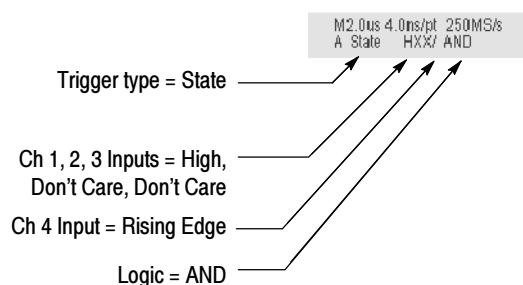 M2.0us 4.0ns/pt 250MS/s
A State HXX/ AND
Trigger type = State
Ch 1, 2, 3 Inputs = High,
Don't Care, Don't Care
Ch 4 Input = Rising Edge
Logic = AND